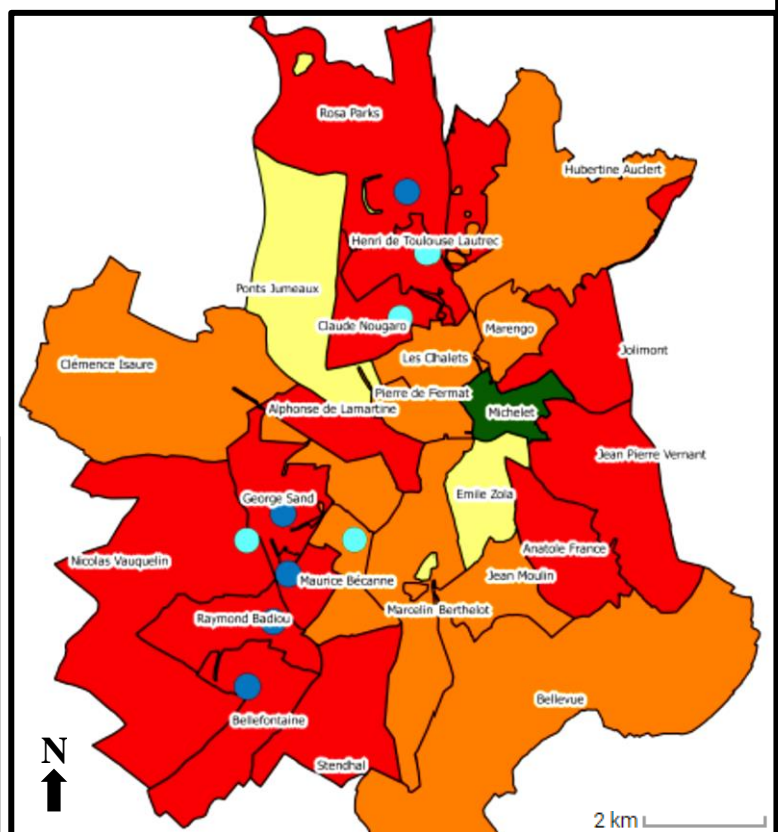 Rosa Parks
Hubertine Auclert
Henri de Toulouse Lautrec
Ponts Jumeaux
Claude Nougaro
Marengo
Jolimont
Clémence Isaure
Les Chalets
Pierre de Fermat
Alphonse de Lamartine
Michelet
Jean Pierre Vernant
George Sand
Emile Zola
Nicolas Vauquelin
Anatole France
Maurice Bécanne
Jean Moulin
Raymond Badiou
Marcelin Berthelot
Bellefontaine
Bellevue
Stendhal
N
2 km